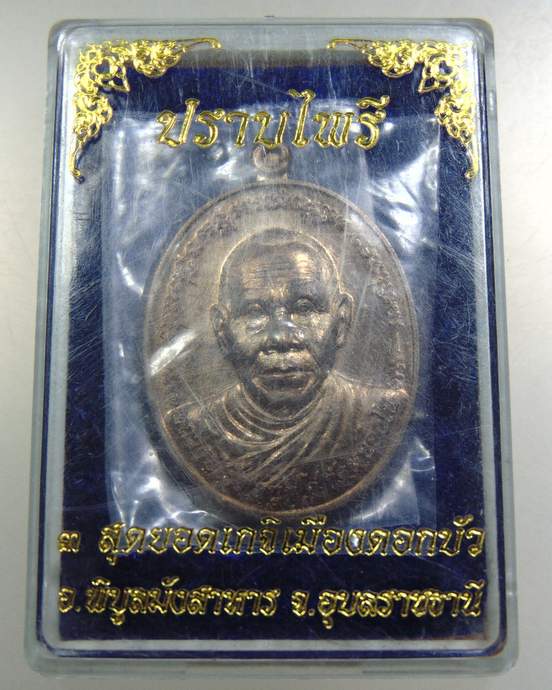 ปราบไพรี
๓ สุดยอดเกจิเมืองดอกบัว
อ.พิบูลมังสาหาร จ.อุบลราชธานี